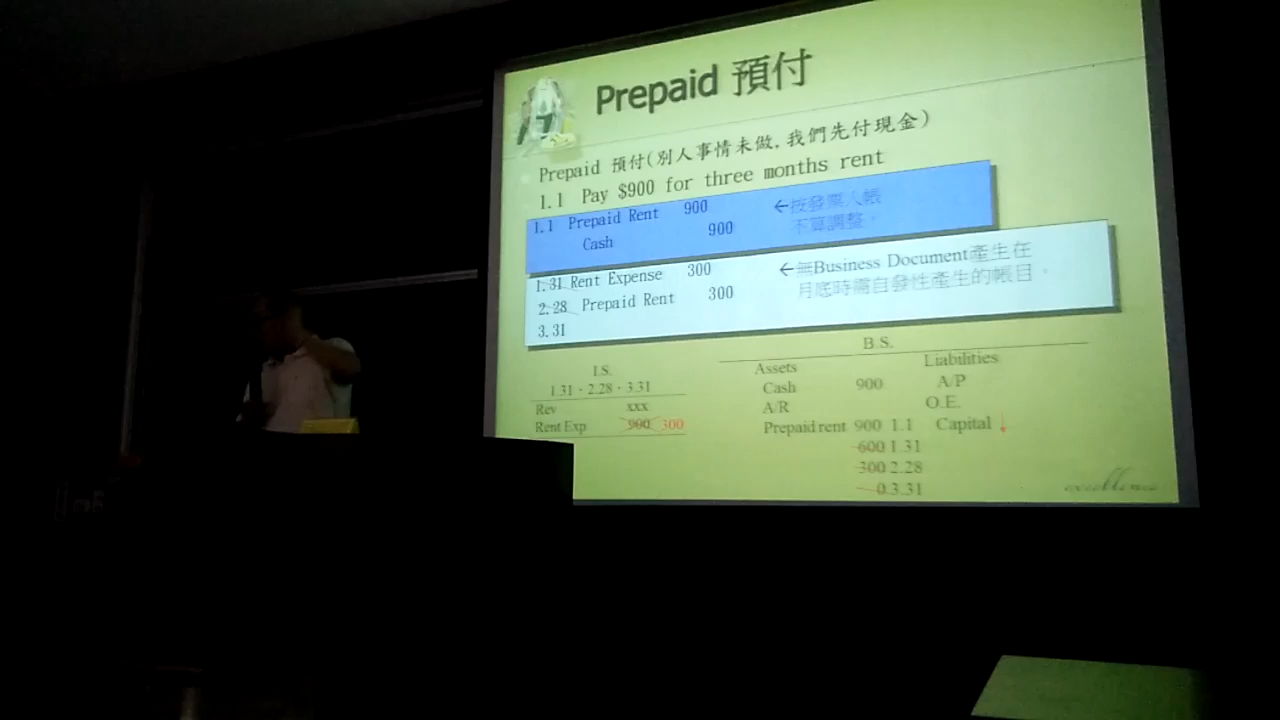 Prepaid 預付
Prepaid 預付(別人事情未做,我們先付現金)
1.1 Pay $900 for three months rent
1.1 Prepaid Rent 900 ←按發票入帳
Cash 900 不算調整。
1.31 Rent Expense 300 ←無Business Document產生在
2.28 Prepaid Rent 300 月底時需自發性產生的帳目。
3.31
I.S.
1.31、2.28、3.31
Rev xxx
Rent Exp 900 300
B.S.
Assets Liabilities
Cash 900 A/P
A/R O.E.
Prepaid rent 900 1.1 Capital ↓
600 1.31
300 2.28
0 3.31
excellence